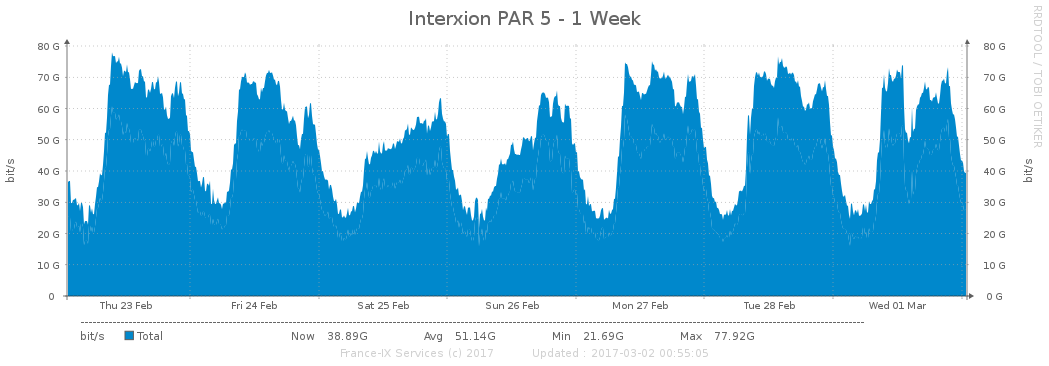 Interxion PAR 5 - 1 Week
RRDTOOL / TOBI OETIKER
80 G 80 G
70 G 70 G
60 G 60 G
50 G 50 G
40 G 40 G
30 G 30 G
20 G 20 G
10 G 10 G
0 0 G
bit/s bit/s
Thu 23 Feb Fri 24 Feb Sat 25 Feb Sun 26 Feb Mon 27 Feb Tue 28 Feb Wed 01 Mar
bit/s Total Now 38.89G Avg 51.14G Min 21.69G Max 77.92G
France-IX Services (c) 2017 Updated : 2017-03-02 00:55:05